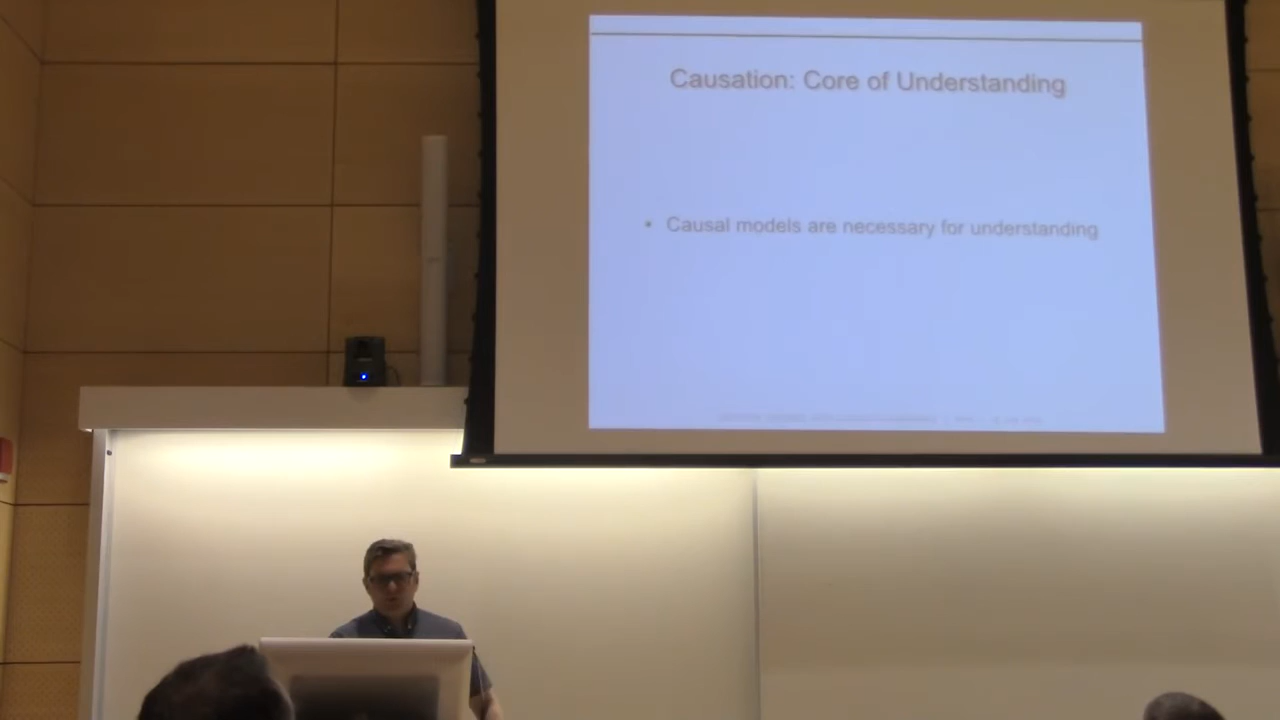 Causation: Core of Understanding
• Causal models are necessary for understanding